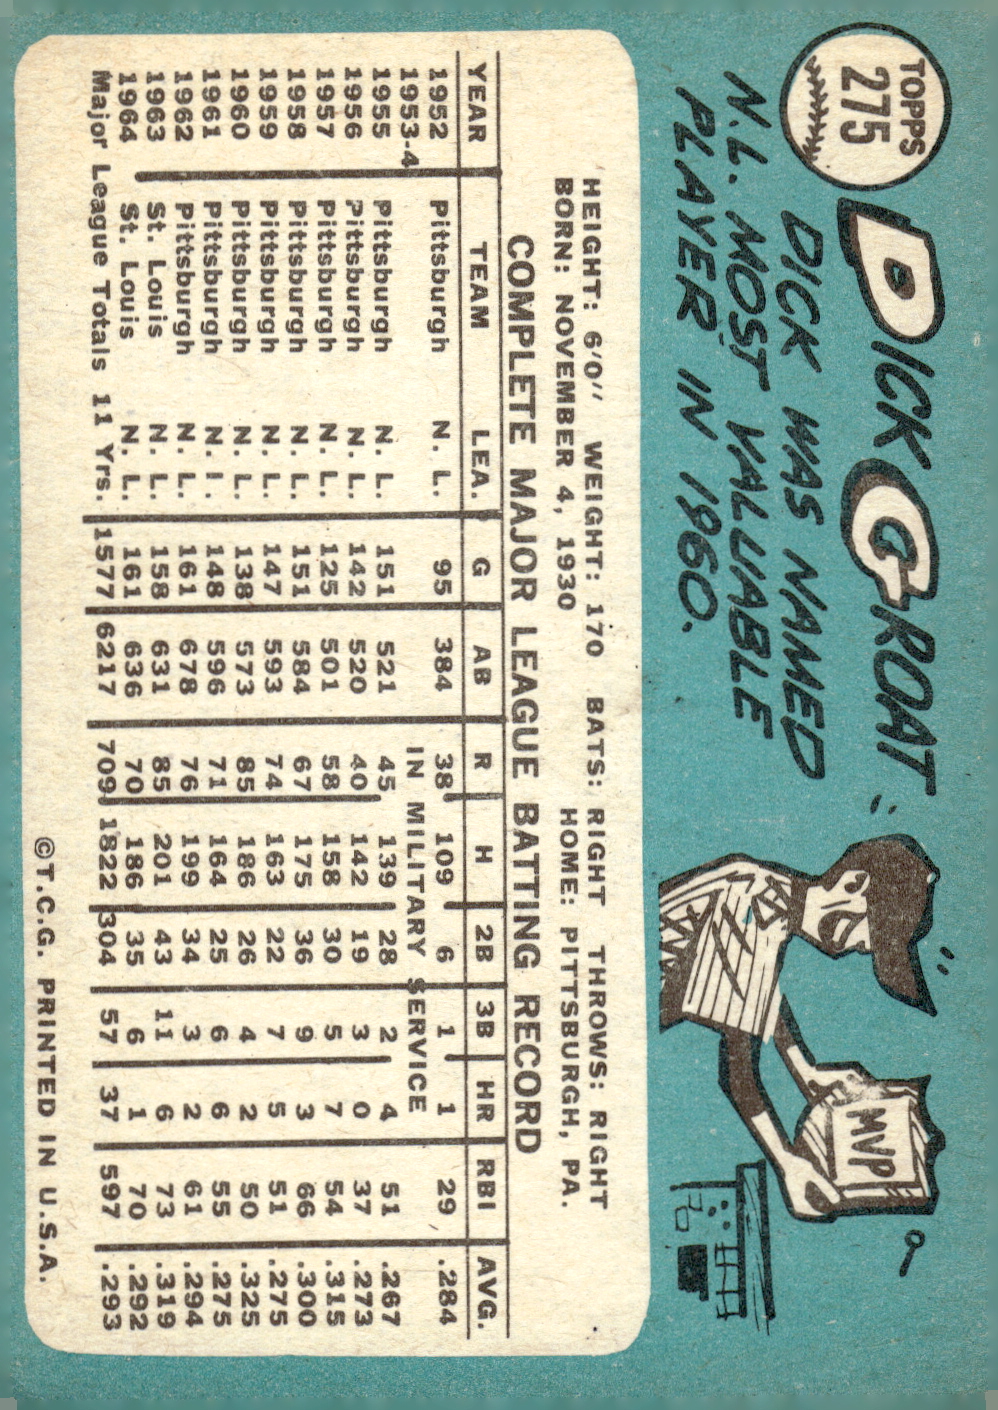 TOPPS
275
DICK GROAT
DICK WAS NAMED
N.L. MOST VALUABLE
PLAYER IN 1960.
MVP
HEIGHT: 6'0" WEIGHT: 170 BATS: RIGHT THROWS: RIGHT
BORN: NOVEMBER 4, 1930 HOME: PITTSBURGH, PA.
COMPLETE MAJOR LEAGUE BATTING RECORD
YEAR TEAM LEA. G AB R H 2B 3B HR RBI AVG.
1952 Pittsburgh N. L. 95 384 38 109 6 1 1 29 .284
1953-4 IN MILITARY SERVICE
1955 Pittsburgh N. L. 151 521 45 139 28 2 4 51 .267
1956 Pittsburgh N. L. 142 520 40 142 19 3 0 37 .273
1957 Pittsburgh N. L. 125 501 58 158 30 5 7 54 .315
1958 Pittsburgh N. L. 151 584 67 175 36 9 3 66 .300
1959 Pittsburgh N. L. 147 593 74 163 22 7 5 51 .275
1960 Pittsburgh N. L. 138 573 85 186 26 4 2 50 .325
1961 Pittsburgh N. L. 148 596 71 164 25 6 6 55 .275
1962 Pittsburgh N. L. 161 678 76 199 34 3 2 61 .294
1963 St. Louis N. L. 158 631 85 201 43 11 6 73 .319
1964 St. Louis N. L. 161 636 70 186 35 6 1 70 .292
Major League Totals 11 Yrs. 1577 6217 709 1822 304 57 37 597 .293
©T.C.G. PRINTED IN U.S.A.